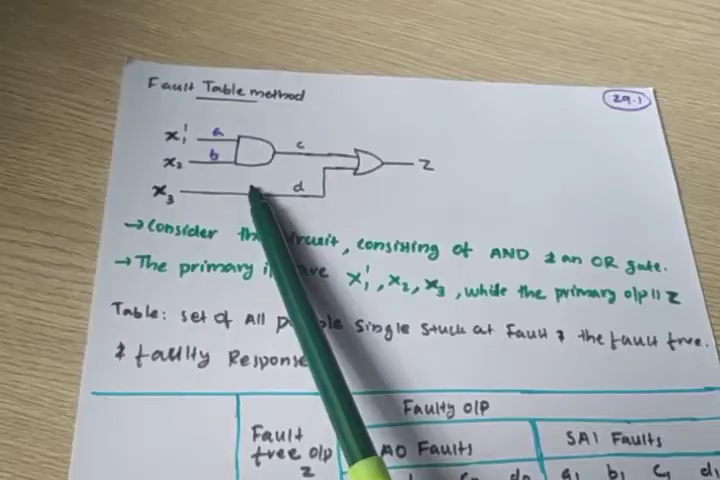 Fault Table method
29.1
x₁' a
c
x₂ b
z
x₃ d
→ Consider the circuit, consisting of AND & an OR gate.
→ The primary i/p are x₁', x₂, x₃, while the primary o/p is z
Table: set of All possible Single Stuck at Fault & the fault free.
& faulty Response
Faulty o/p
Fault free o/p z
SA0 Faults
SA1 Faults
a₁ b₁ c₁ d₁